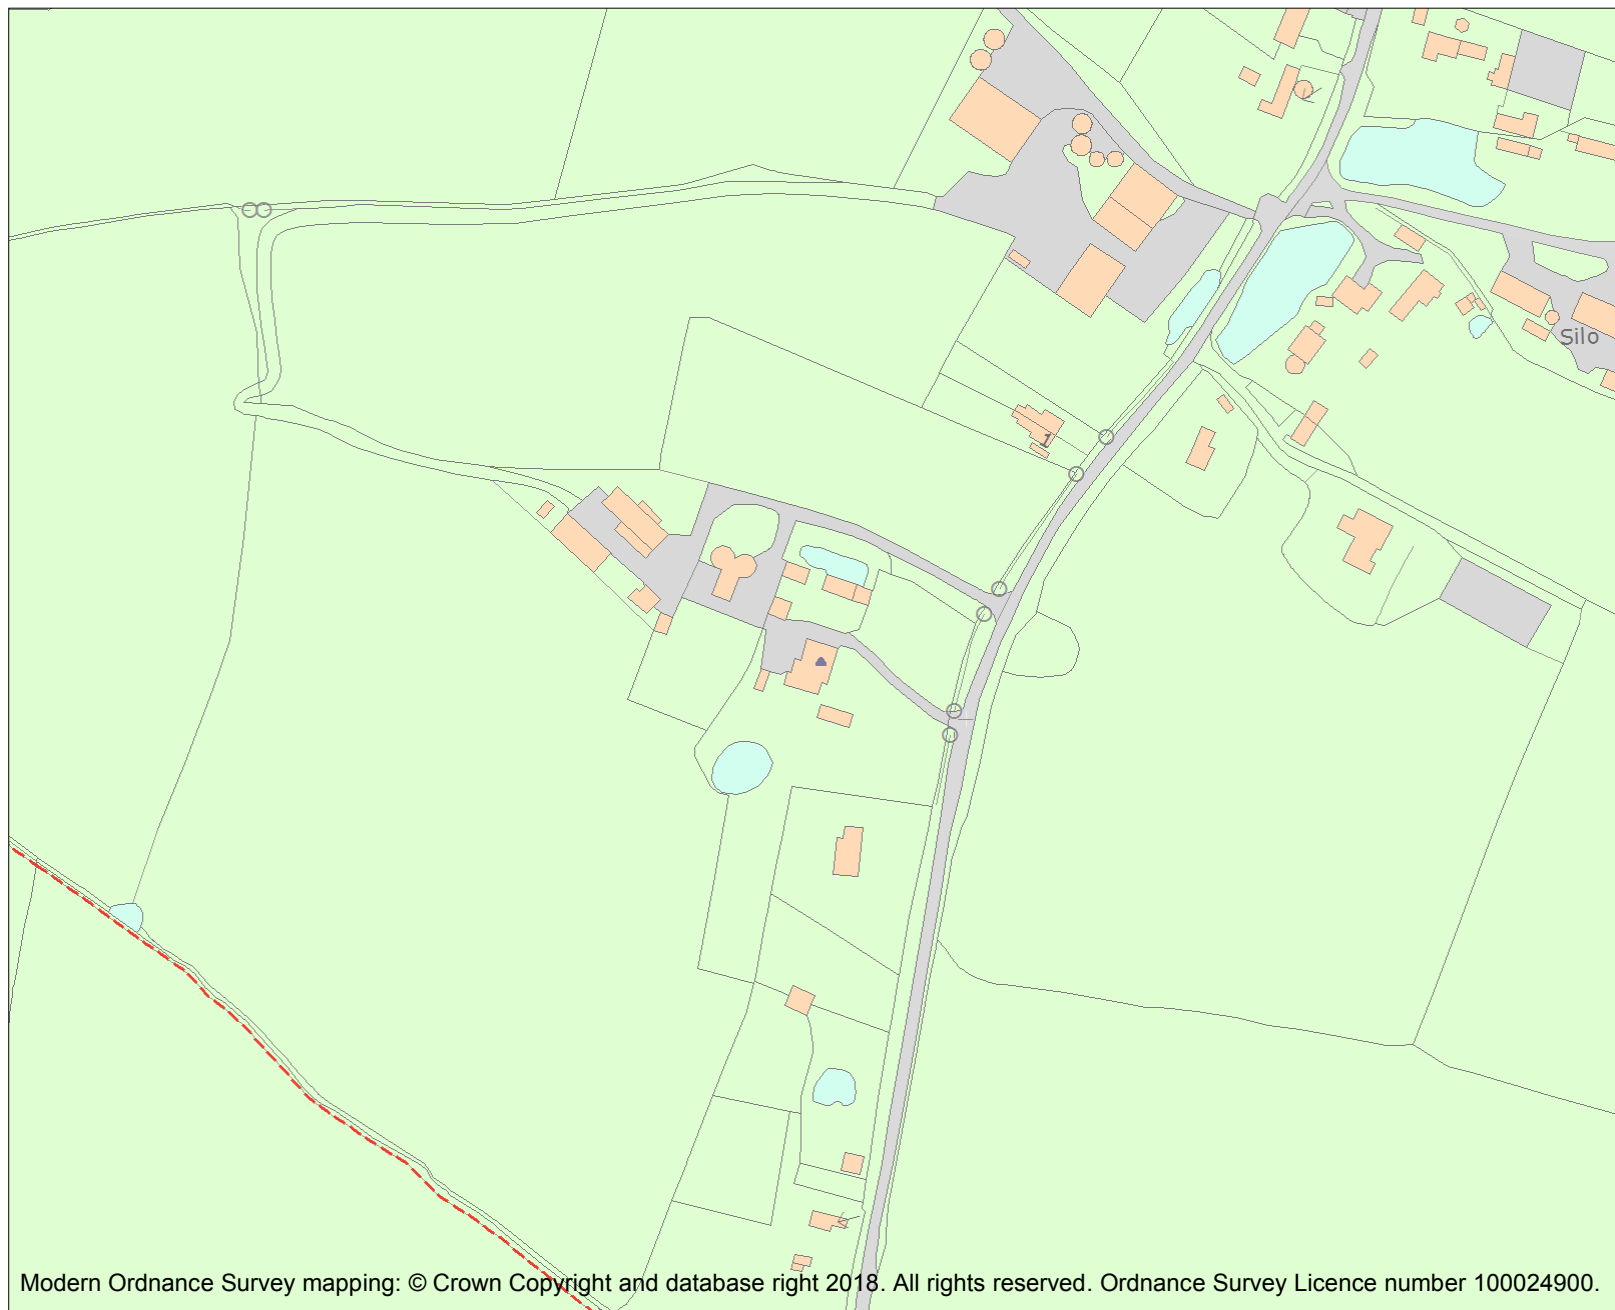 Silo
1
Modern Ordnance Survey mapping: © Crown Copyright and database right 2018. All rights reserved. Ordnance Survey Licence number 100024900.